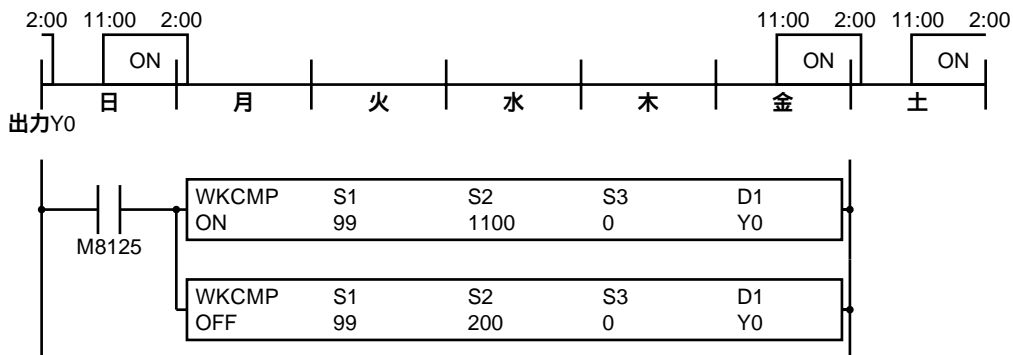 2:00 11:00 2:00 11:00 2:00 11:00 2:00
ON ON ON
日 月 火 水 木 金 土
出力Y0
WKCMP S1 S2 S3 D1
ON 99 1100 0 Y0
M8125
WKCMP S1 S2 S3 D1
OFF 99 200 0 Y0